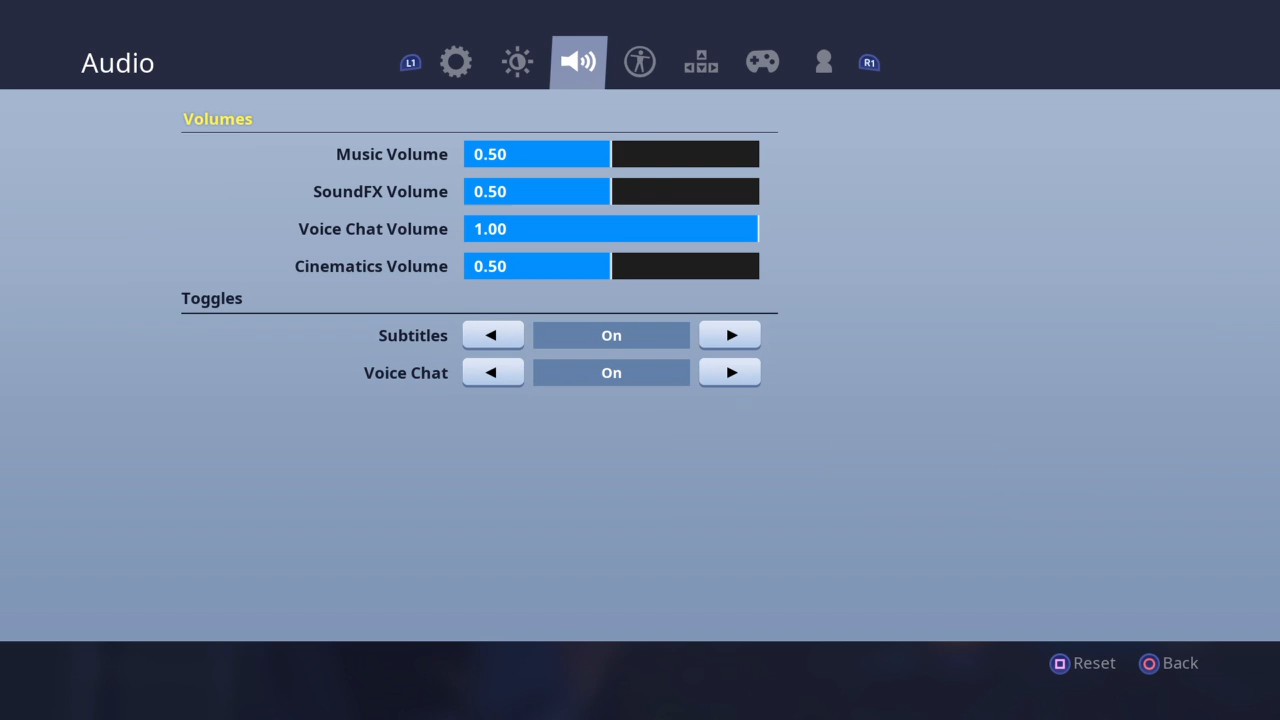 Audio
L1
R1
Volumes
Music Volume 0.50
SoundFX Volume 0.50
Voice Chat Volume 1.00
Cinematics Volume 0.50
Toggles
Subtitles On
Voice Chat On
Reset Back